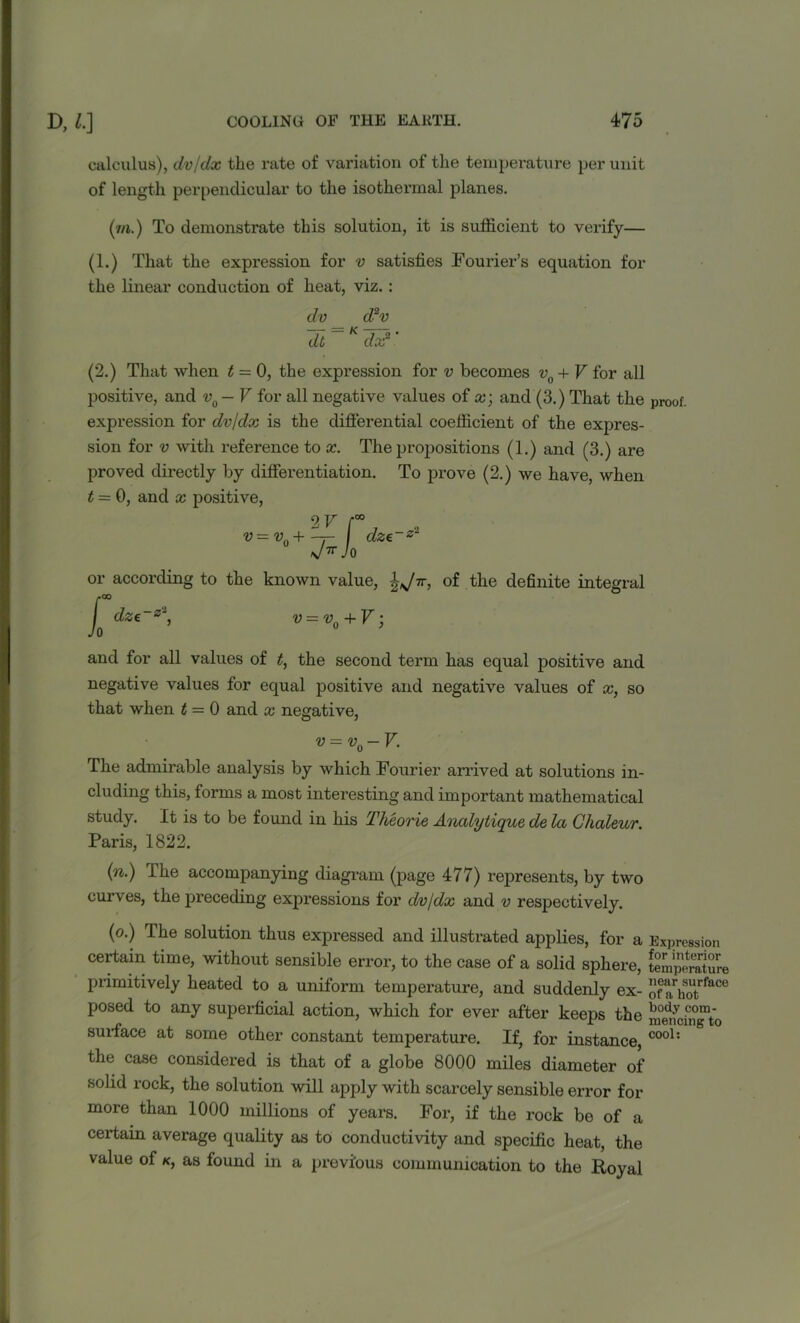 D, l.] COOLING OF THE EARTH. 475
calculus), dv/dx the rate of variation of the temperature per unit
of length perpendicular to the isothermal planes.
(m.) To demonstrate this solution, it is sufficient to verify—
(1.) That the expression for v satisfies Fourier's equation for
the linear conduction of heat, viz. :
dv/dt = κ d²v/dx².
(2.) That when t = 0, the expression for v becomes v₀ + V for all
positive, and v₀ – V for all negative values of x; and (3.) That the proof.
expression for dv/dx is the differential coefficient of the expres-
sion for v with reference to x. The propositions (1.) and (3.) are
proved directly by differentiation. To prove (2.) we have, when
t = 0, and x positive,
v = v₀ + 2V/√π ∫₀^∞ dzε^-z²
or according to the known value, ½√π, of the definite integral
∫₀^∞ dzε^-z², v = v₀ + V ;
and for all values of t, the second term has equal positive and
negative values for equal positive and negative values of x, so
that when t = 0 and x negative,
v = v₀ – V.
The admirable analysis by which Fourier arrived at solutions in-
cluding this, forms a most interesting and important mathematical
study. It is to be found in his Théorie Analytique de la Chaleur.
Paris, 1822.
(n.) The accompanying diagram (page 477) represents, by two
curves, the preceding expressions for dv/dx and v respectively.
(o.) The solution thus expressed and illustrated applies, for a Expression
certain time, without sensible error, to the case of a solid sphere, for interior temperature
primitively heated to a uniform temperature, and suddenly ex- near surface of a hot
posed to any superficial action, which for ever after keeps the body com- mencing to
surface at some other constant temperature. If, for instance, cool:
the case considered is that of a globe 8000 miles diameter of
solid rock, the solution will apply with scarcely sensible error for
more than 1000 millions of years. For, if the rock be of a
certain average quality as to conductivity and specific heat, the
value of κ, as found in a previous communication to the Royal